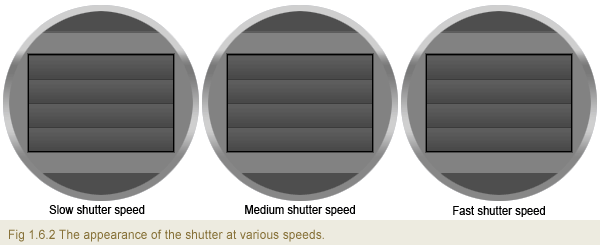 Slow shutter speed
Medium shutter speed
Fast shutter speed
Fig 1.6.2 The appearance of the shutter at various speeds.